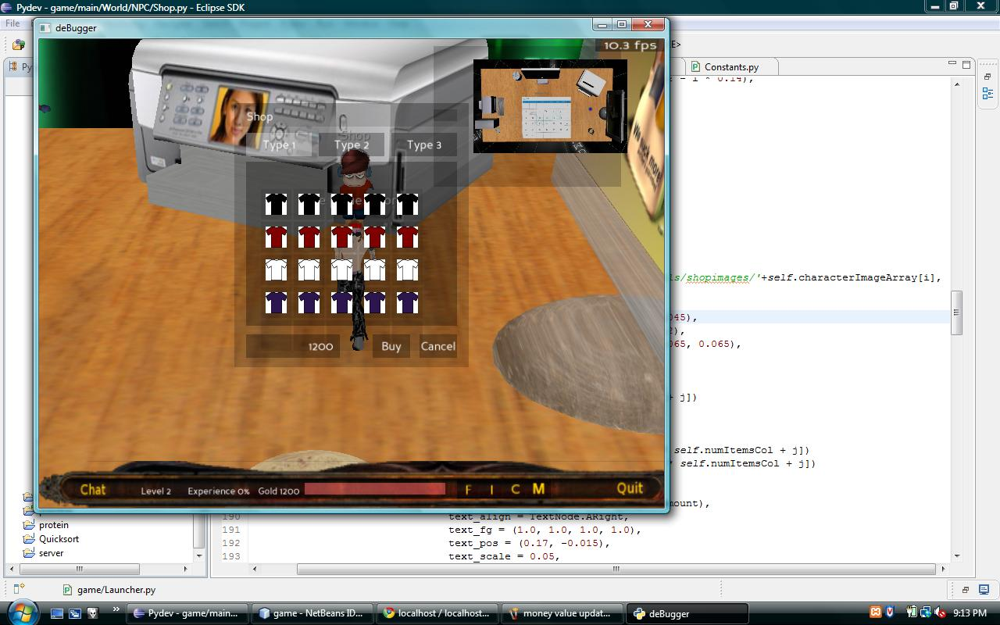 Pydev - game/main/World/NPC/Shop.py - Eclipse SDK
File
deBugger
10.3 fps
Constants.py
Shop
Shop
Type 1
Type 2
Type 3
1200
Buy
Cancel
Chat
Level 2
Experience 0%
Gold 1200
F I C M
Quit
ls/shopimages/'+self.characterImageArray[i],
045),
065, 0.065),
+ j])
self.numItemsCol + j])
self.numItemsCol + j])
mount),
190 text_align = TextNode.ARight,
191 text_fg = (1.0, 1.0, 1.0, 1.0),
192 text_pos = (0.17, -0.015),
193 text_scale = 0.05,
protein
Quicksort
server
game/Launcher.py
Pydev - game/main...
game - NetBeans ID...
localhost / localhost...
money value updat...
deBugger
9:13 PM